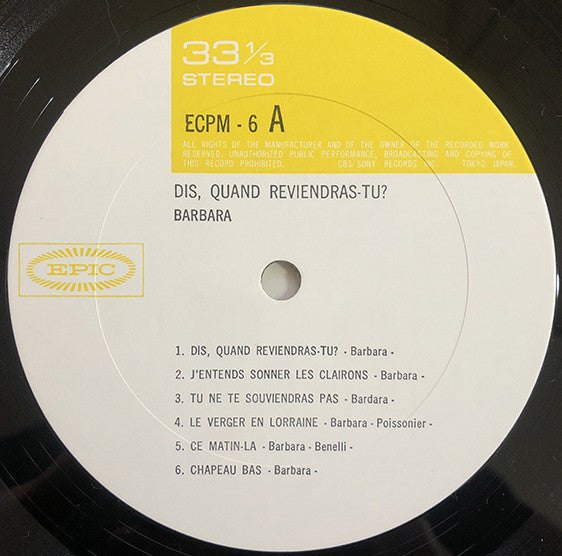 33 1/3
STEREO
ECPM - 6 A
ALL RIGHTS OF THE MANUFACTURER AND OF THE OWNER OF THE RECORDED WORK
RESERVED. UNAUTHORIZED PUBLIC PERFORMANCE, BROADCASTING AND COPYING OF
THIS RECORD PROHIBITED. CBS/SONY RECORDS INC. TOKYO JAPAN.
DIS, QUAND REVIENDRAS-TU?
BARBARA
EPIC
1. DIS, QUAND REVIENDRAS-TU? - Barbara -
2. J'ENTENDS SONNER LES CLAIRONS - Barbara -
3. TU NE TE SOUVIENDRAS PAS - Bardara -
4. LE VERGER EN LORRAINE - Barbara - Poissonier -
5. CE MATIN-LA - Barbara - Benelli -
6. CHAPEAU BAS - Barbara -